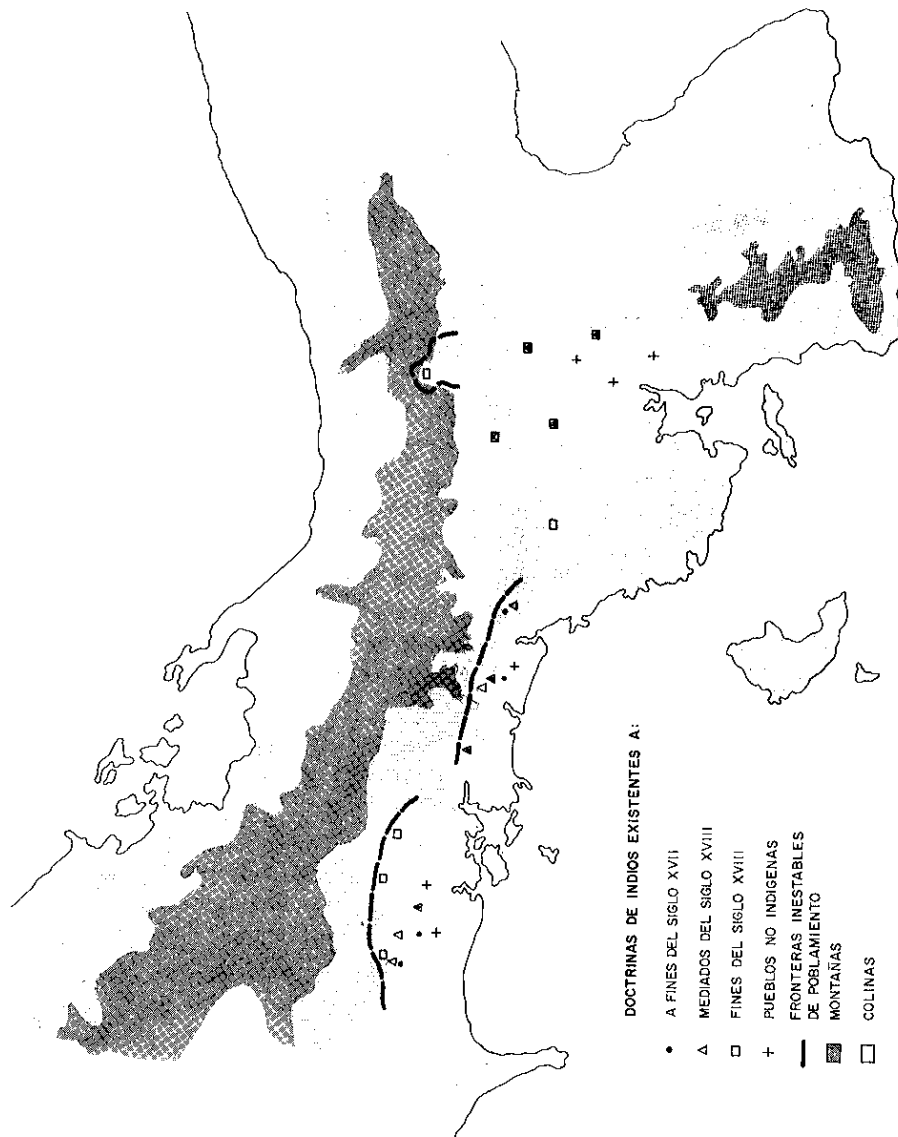 DOCTRINAS DE INDIOS EXISTENTES A:
A FINES DEL SIGLO XVII
MEDIADOS DEL SIGLO XVIII
FINES DEL SIGLO XVIII
PUEBLOS NO INDIGENAS
FRONTERAS INESTABLES
DE POBLAMIENTO
MONTAÑAS
COLINAS